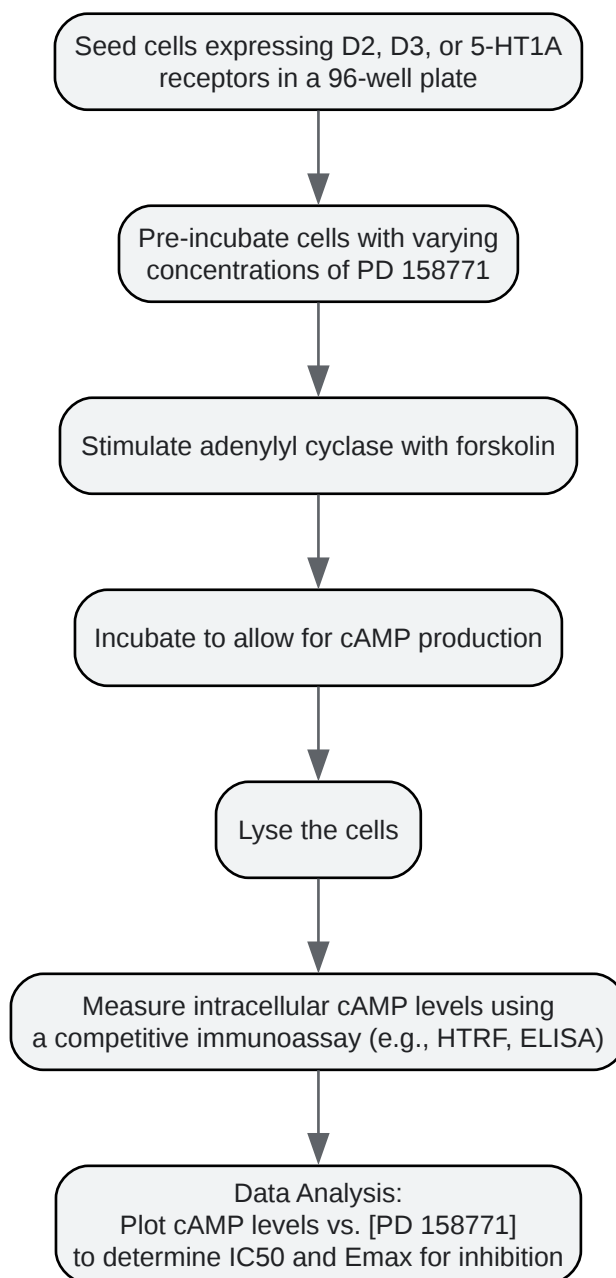 Seed cells expressing D2, D3, or 5-HT1A
receptors in a 96-well plate
Pre-incubate cells with varying
concentrations of PD 158771
Stimulate adenylyl cyclase with forskolin
Incubate to allow for cAMP production
Lyse the cells
Measure intracellular cAMP levels using
a competitive immunoassay (e.g., HTRF, ELISA)
Data Analysis:
Plot cAMP levels vs. [PD 158771]
to determine IC50 and Emax for inhibition